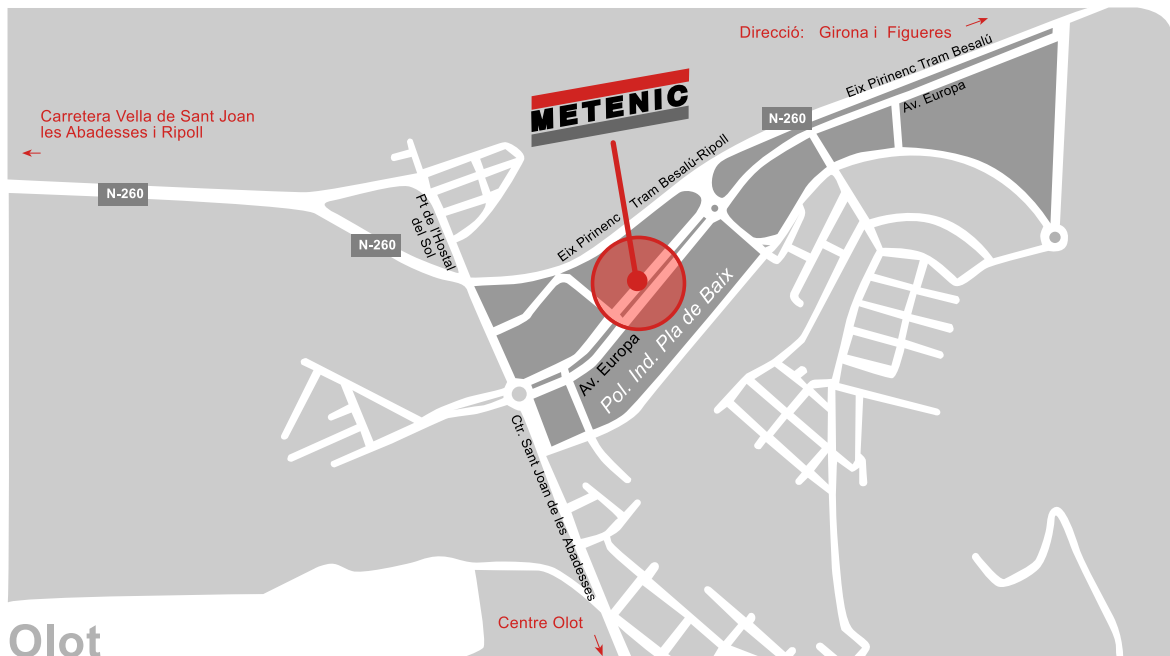 Direcció: Girona i Figueres
Eix Pirinenc Tram Besalú
Av. Europa
METENIC
N-260
Carretera Vella de Sant Joan
les Abadesses i Ripoll
N-260
N-260
Pt de l'Hostal
del Sol
Eix Pirinenc Tram Besalú-Ripoll
Av. Europa
Pol. Ind. Pla de Baix
Ctr. Sant Joan de les Abadesses
Centre Olot
Olot